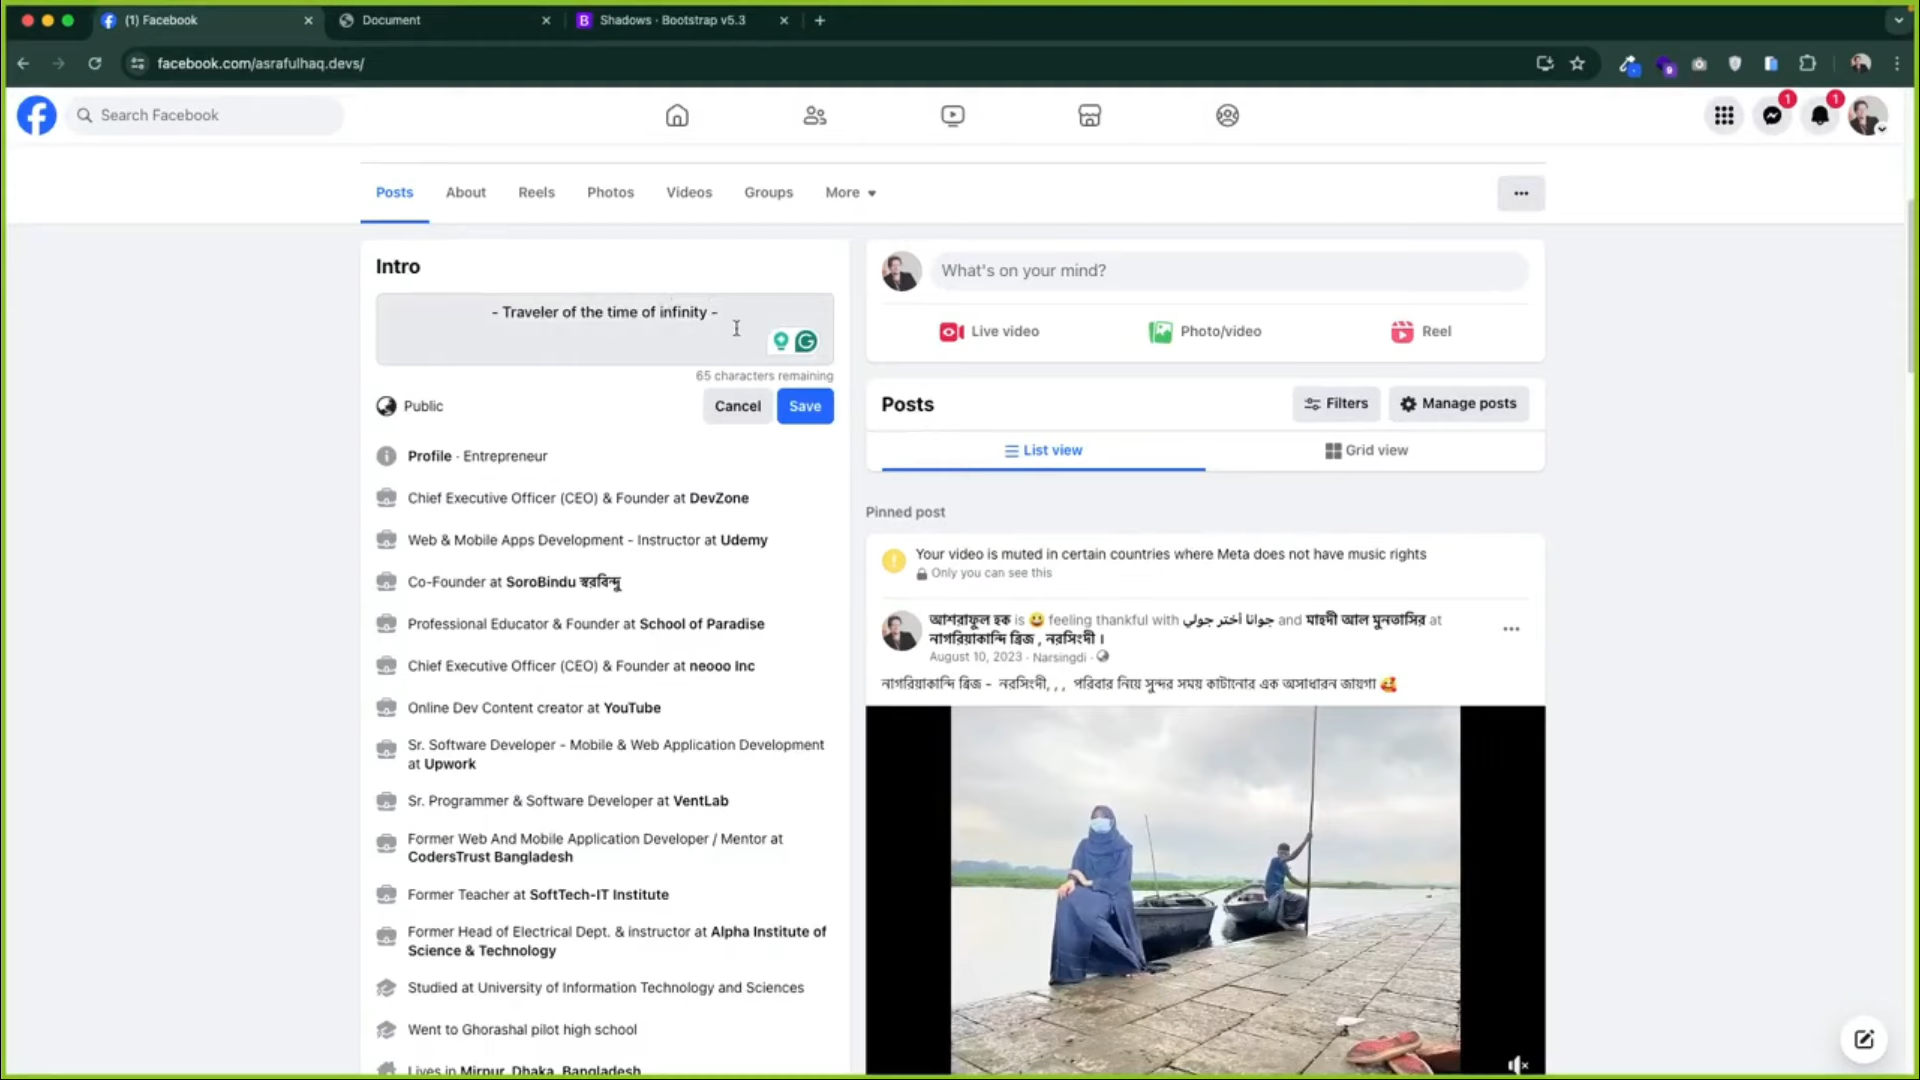 (1) Facebook
Document
B Shadows · Bootstrap v5.3
facebook.com/asrafulhaq.devs/
9
Search Facebook
1
1
Posts
About
Reels
Photos
Videos
Groups
More
Intro
- Traveler of the time of infinity -
65 characters remaining
Public
Cancel
Save
Profile · Entrepreneur
Chief Executive Officer (CEO) & Founder at DevZone
Web & Mobile Apps Development - Instructor at Udemy
Co-Founder at SoroBindu স্বরবিন্দু
Professional Educator & Founder at School of Paradise
Chief Executive Officer (CEO) & Founder at neooo Inc
Online Dev Content creator at YouTube
Sr. Software Developer - Mobile & Web Application Development
at Upwork
Sr. Programmer & Software Developer at VentLab
Former Web And Mobile Application Developer / Mentor at
CodersTrust Bangladesh
Former Teacher at SoftTech-IT Institute
Former Head of Electrical Dept. & instructor at Alpha Institute of
Science & Technology
Studied at University of Information Technology and Sciences
Went to Ghorashal pilot high school
Lives in Mirpur, Dhaka, Bangladesh
What's on your mind?
Live video
Photo/video
Reel
Posts
Filters
Manage posts
List view
Grid view
Pinned post
Your video is muted in certain countries where Meta does not have music rights
Only you can see this
আশরাফুল হক is 😃 feeling thankful with جوانا أختر جولي and মাহদী আল মুনতাসির at
নাগরিয়াকান্দি ব্রিজ , নরসিংদী ।
August 10, 2023 · Narsingdi ·
নাগরিয়াকান্দি ব্রিজ - নরসিংদী, , , পরিবার নিয়ে সুন্দর সময় কাটানোর এক অসাধারন জায়গা 🥰